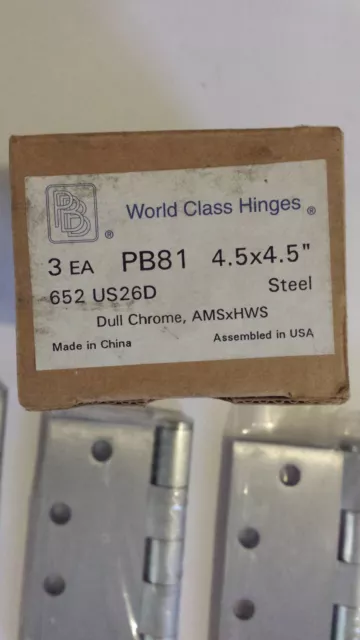 PBB ®
World Class Hinges ®
3 EA PB81 4.5x4.5"
652 US26D Steel
Dull Chrome, AMSxHWS
Made in China Assembled in USA